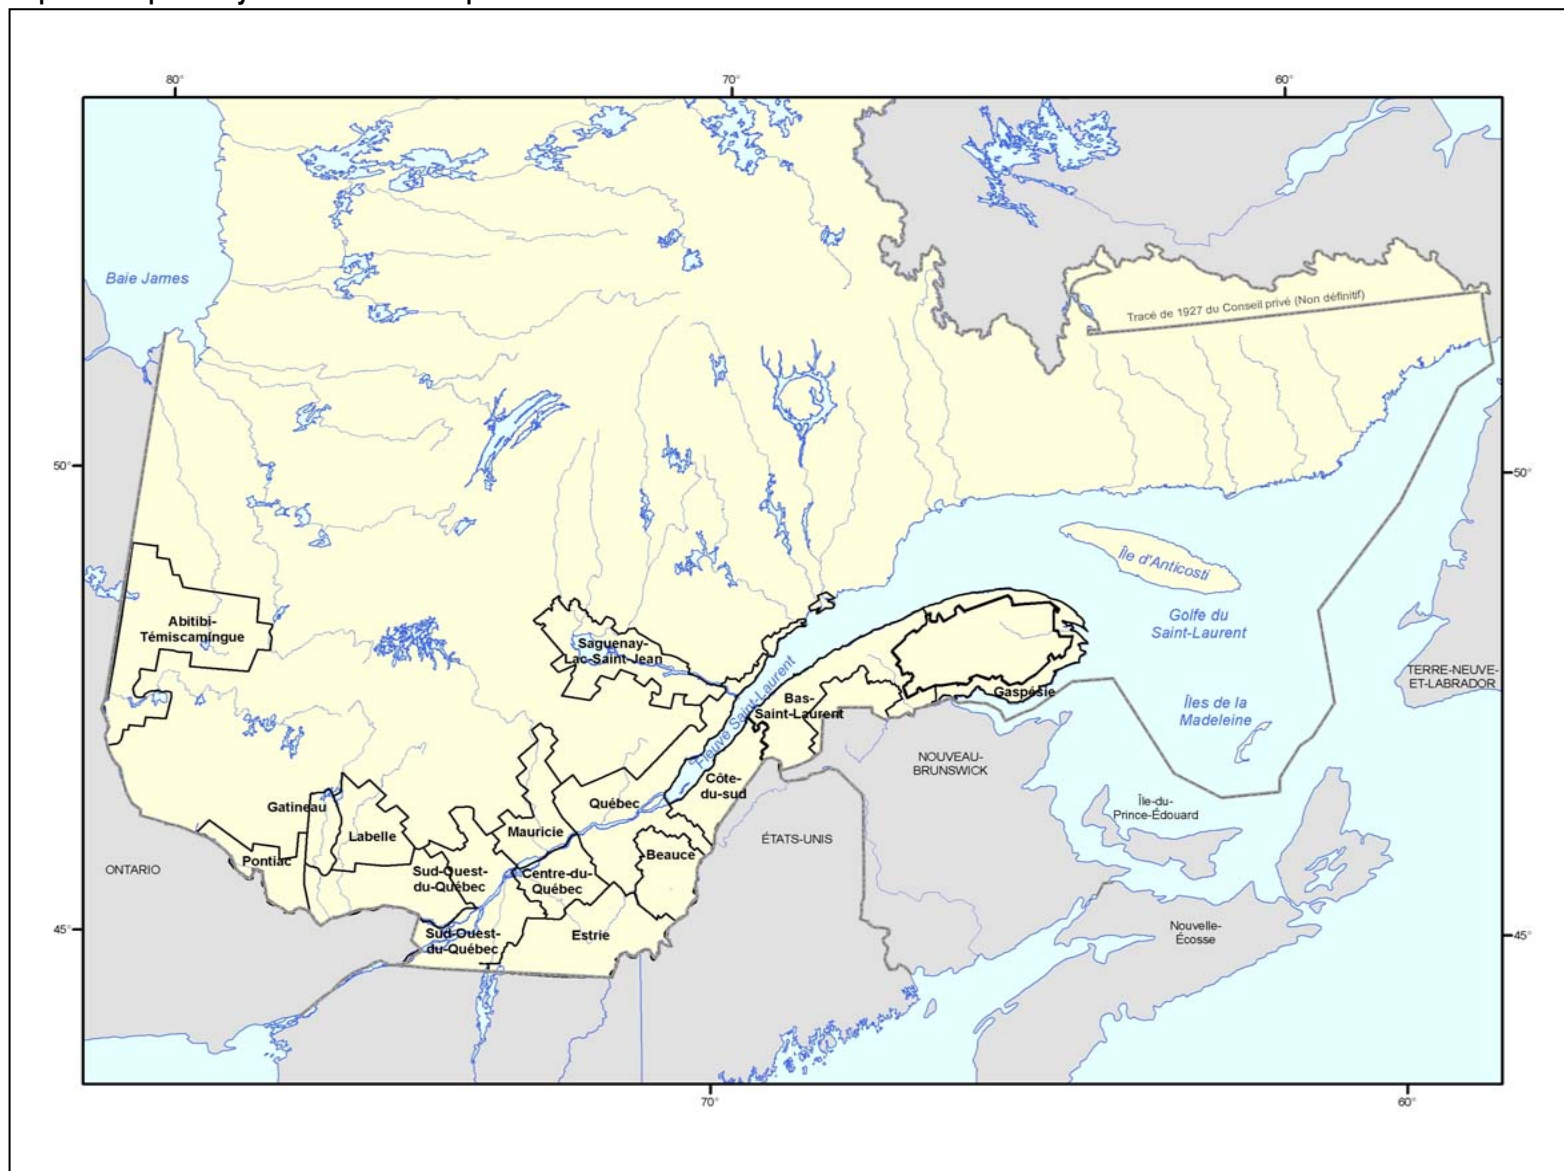 80°
70°
60°
Baie James
Tracé de 1927 du Conseil privé (Non définitif)
50°
50°
Île d'Anticosti
Abitibi-
Témiscamingue
Golfe du
Saint-Laurent
Saguenay-
Lac-Saint-Jean
Fleuve Saint-Laurent
TERRE-NEUVE-
ET-LABRADOR
Gaspésie
Bas-
Saint-Laurent
Îles de la
Madeleine
NOUVEAU-
BRUNSWICK
Côte-
du-sud
Québec
Gatineau
Île-du-
Prince-Édouard
Mauricie
Labelle
ÉTATS-UNIS
Beauce
Pontiac
ONTARIO
Sud-Ouest-
du-Québec
Centre-du-
Québec
45°
Sud-Ouest-
du-Québec
Estrie
Nouvelle-
Écosse
45°
70°
60°